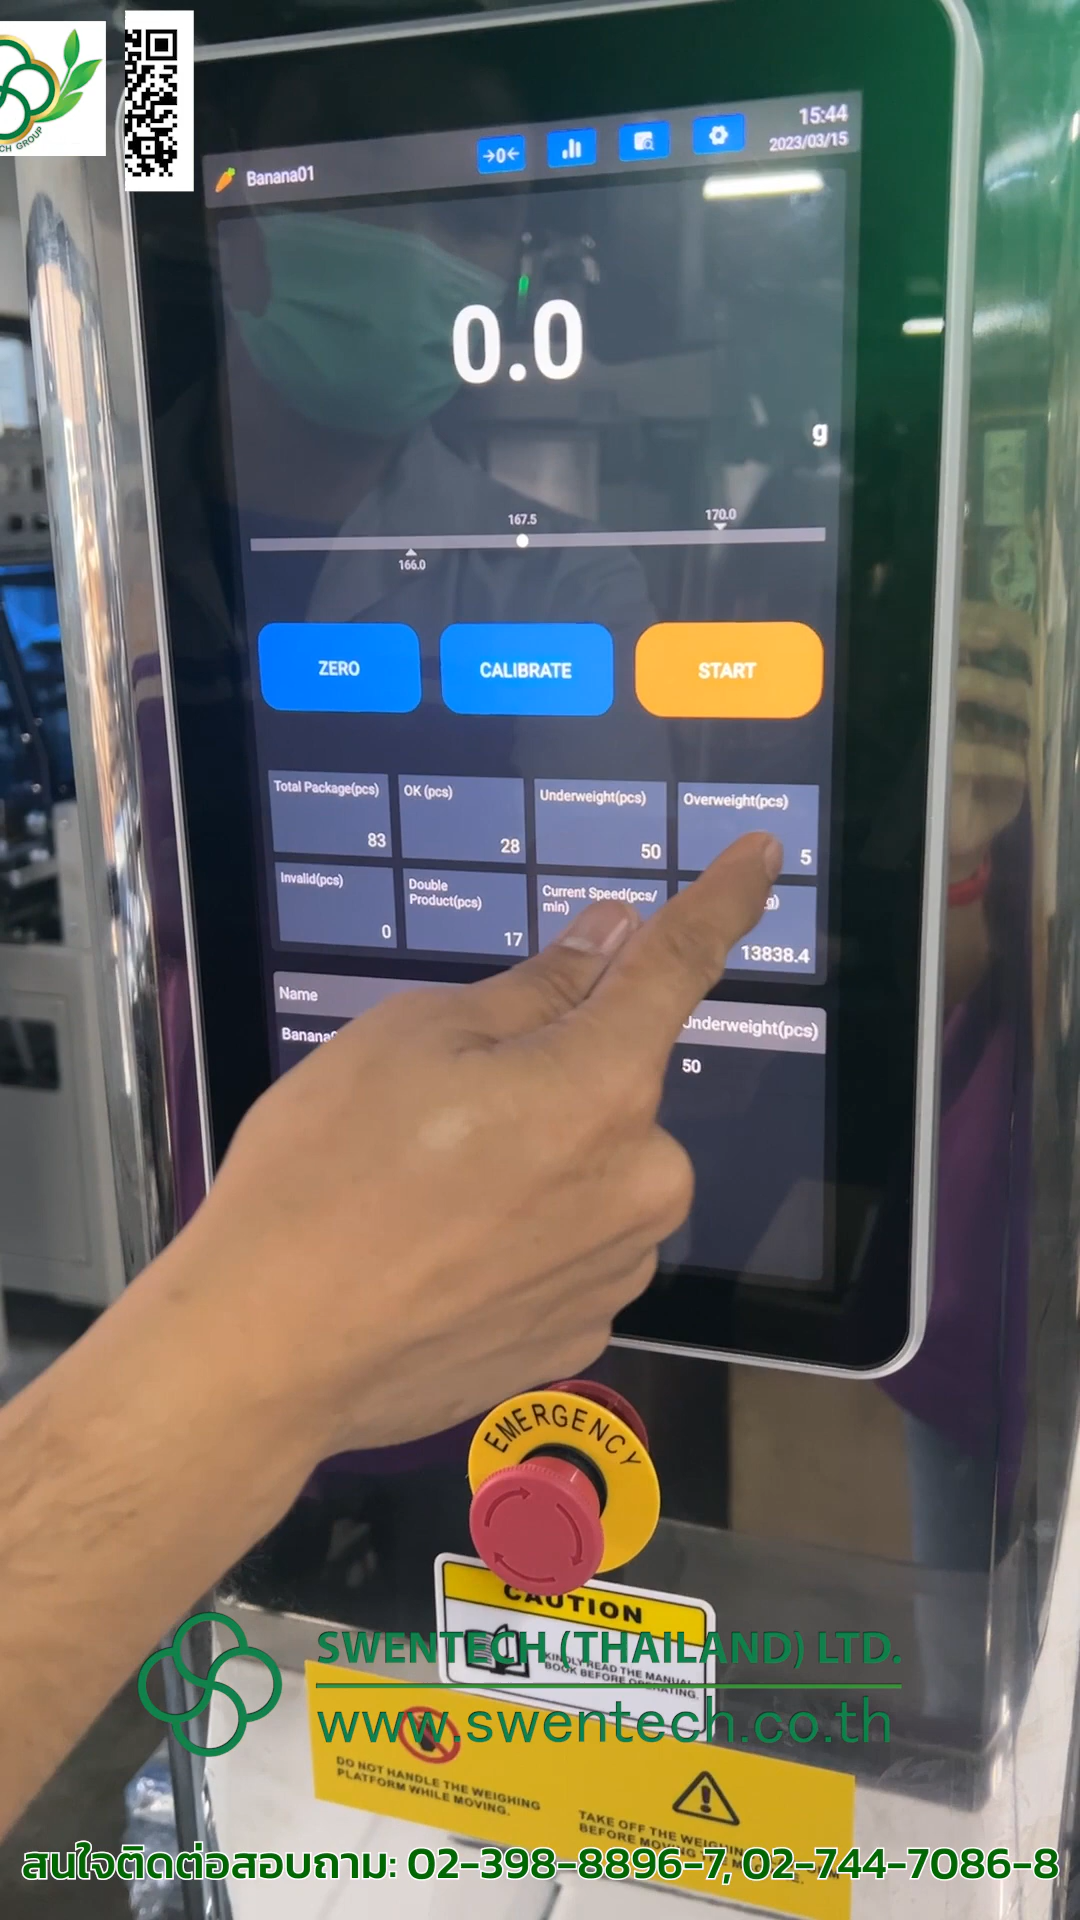 CH GROUP
15:44
2023/03/15
→0←
Banana01
0.0
g
167.5
170.0
166.0
ZERO
CALIBRATE
START
Total Package(pcs)
OK (pcs)
Underweight(pcs)
Overweight(pcs)
83
28
50
5
Invalid(pcs)
Double
Product(pcs)
Current Speed(pcs/
min)
g)
0
17
13838.4
Name
Underweight(pcs)
50
EMERGENCY
CAUTION
KINDLY READ THE MANUAL
BOOK BEFORE OPERATING.
SWENTECH (THAILAND) LTD.
www.swentech.co.th
DO NOT HANDLE THE WEIGHING
PLATFORM WHILE MOVING.
TAKE OFF THE
BEFORE
สนใจติดต่อสอบถาม: 02-398-8896-7, 02-744-7086-8